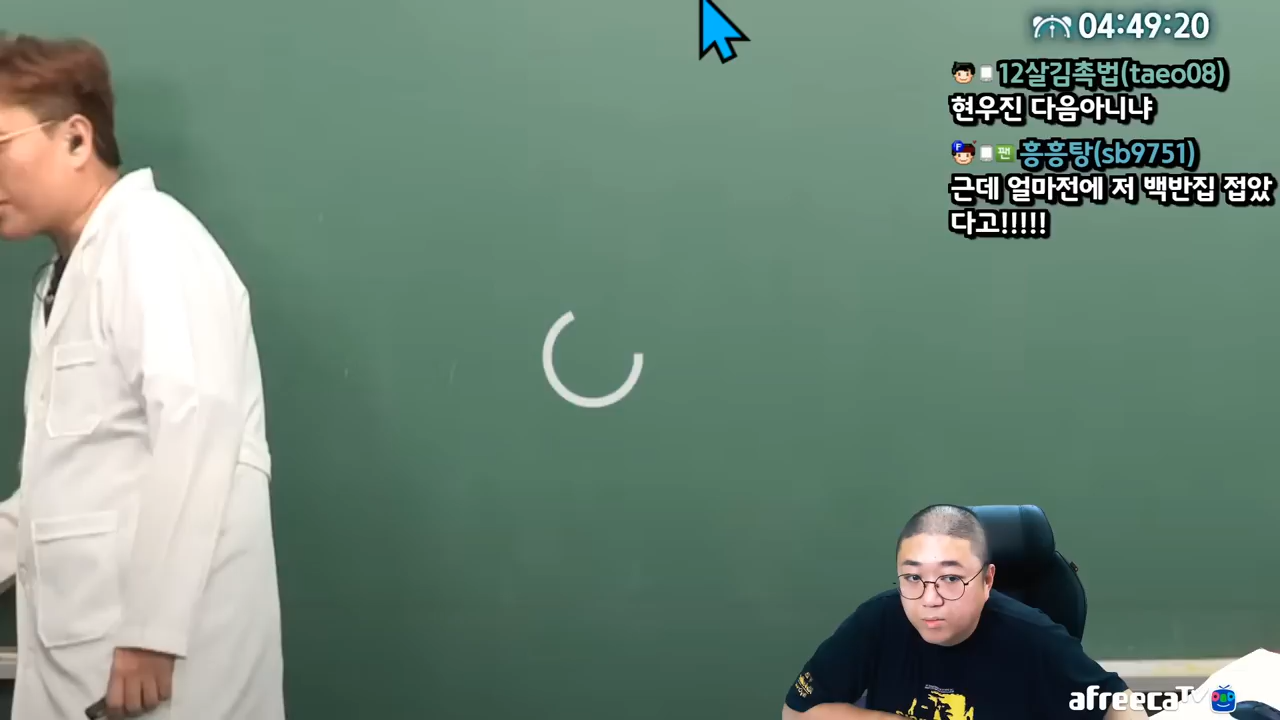 04:49:20
12살김촉법(taeo08)
현우진 다음아니냐
F 팬 흥흥탕(sb9751)
근데 얼마전에 저 백반집 접았
다고!!!!!
afreecaTV